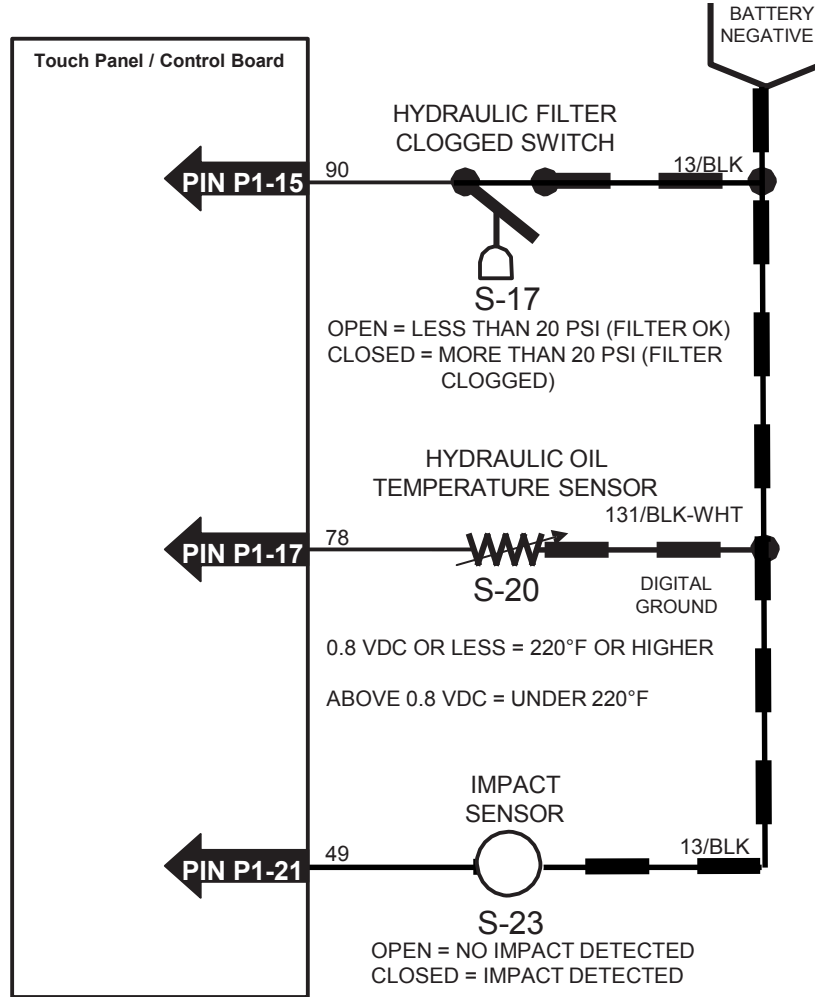 BATTERY
NEGATIVE
Touch Panel / Control Board
HYDRAULIC FILTER
CLOGGED SWITCH
PIN P1-15
90
13/BLK
S-17
OPEN = LESS THAN 20 PSI (FILTER OK)
CLOSED = MORE THAN 20 PSI (FILTER
CLOGGED)
HYDRAULIC OIL
TEMPERATURE SENSOR
131/BLK-WHT
PIN P1-17
78
S-20
DIGITAL
GROUND
0.8 VDC OR LESS = 220°F OR HIGHER
ABOVE 0.8 VDC = UNDER 220°F
IMPACT
SENSOR
PIN P1-21
49
13/BLK
S-23
OPEN = NO IMPACT DETECTED
CLOSED = IMPACT DETECTED